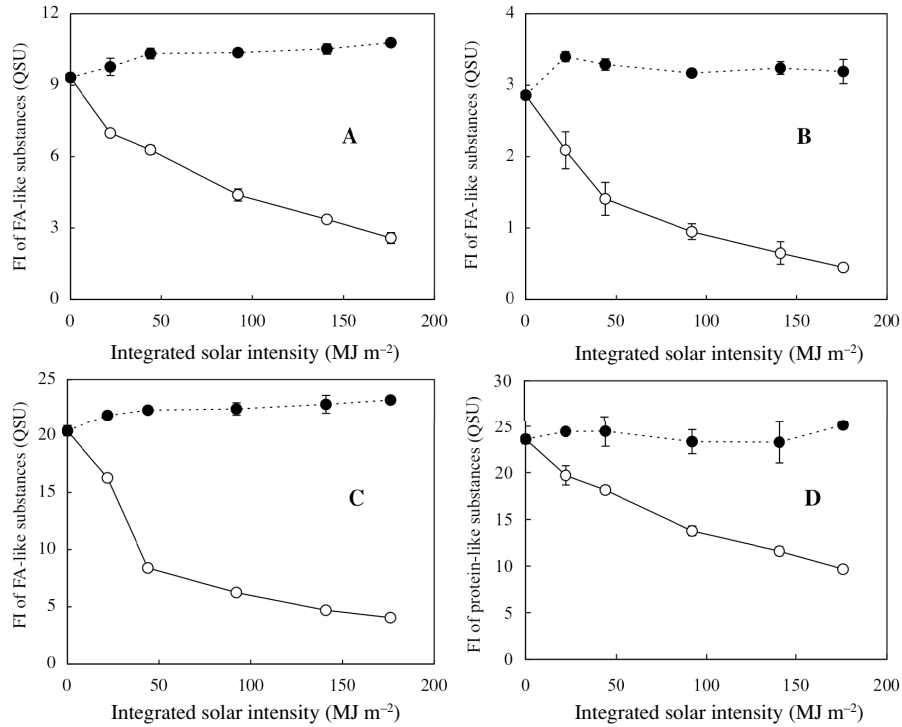 FI of FA-like substances (QSU)
12
9
6
3
0
A
0 50 100 150 200
Integrated solar intensity (MJ m⁻²)
FI of FA-like substances (QSU)
4
3
2
1
0
B
0 50 100 150 200
Integrated solar intensity (MJ m⁻²)
FI of FA-like substances (QSU)
25
20
15
10
5
0
C
0 50 100 150 200
Integrated solar intensity (MJ m⁻²)
FI of protein-like substances (QSU)
30
25
20
15
10
5
0
D
0 50 100 150 200
Integrated solar intensity (MJ m⁻²)